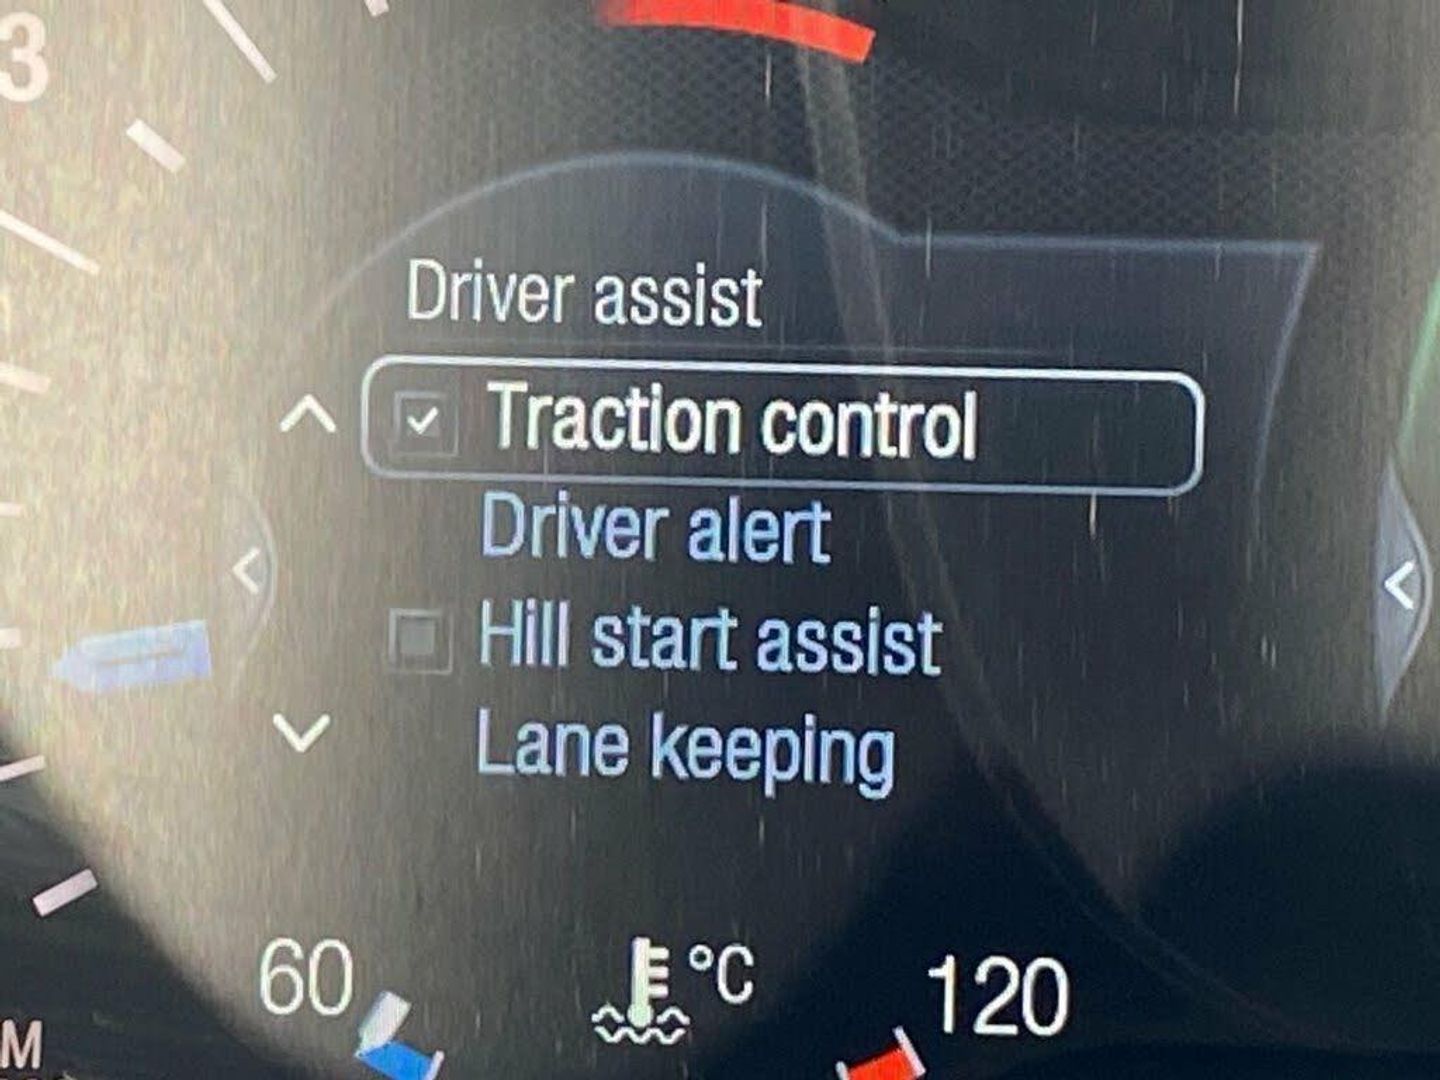 3
Driver assist
Traction control
Driver alert
Hill start assist
Lane keeping
60
°C
120
M